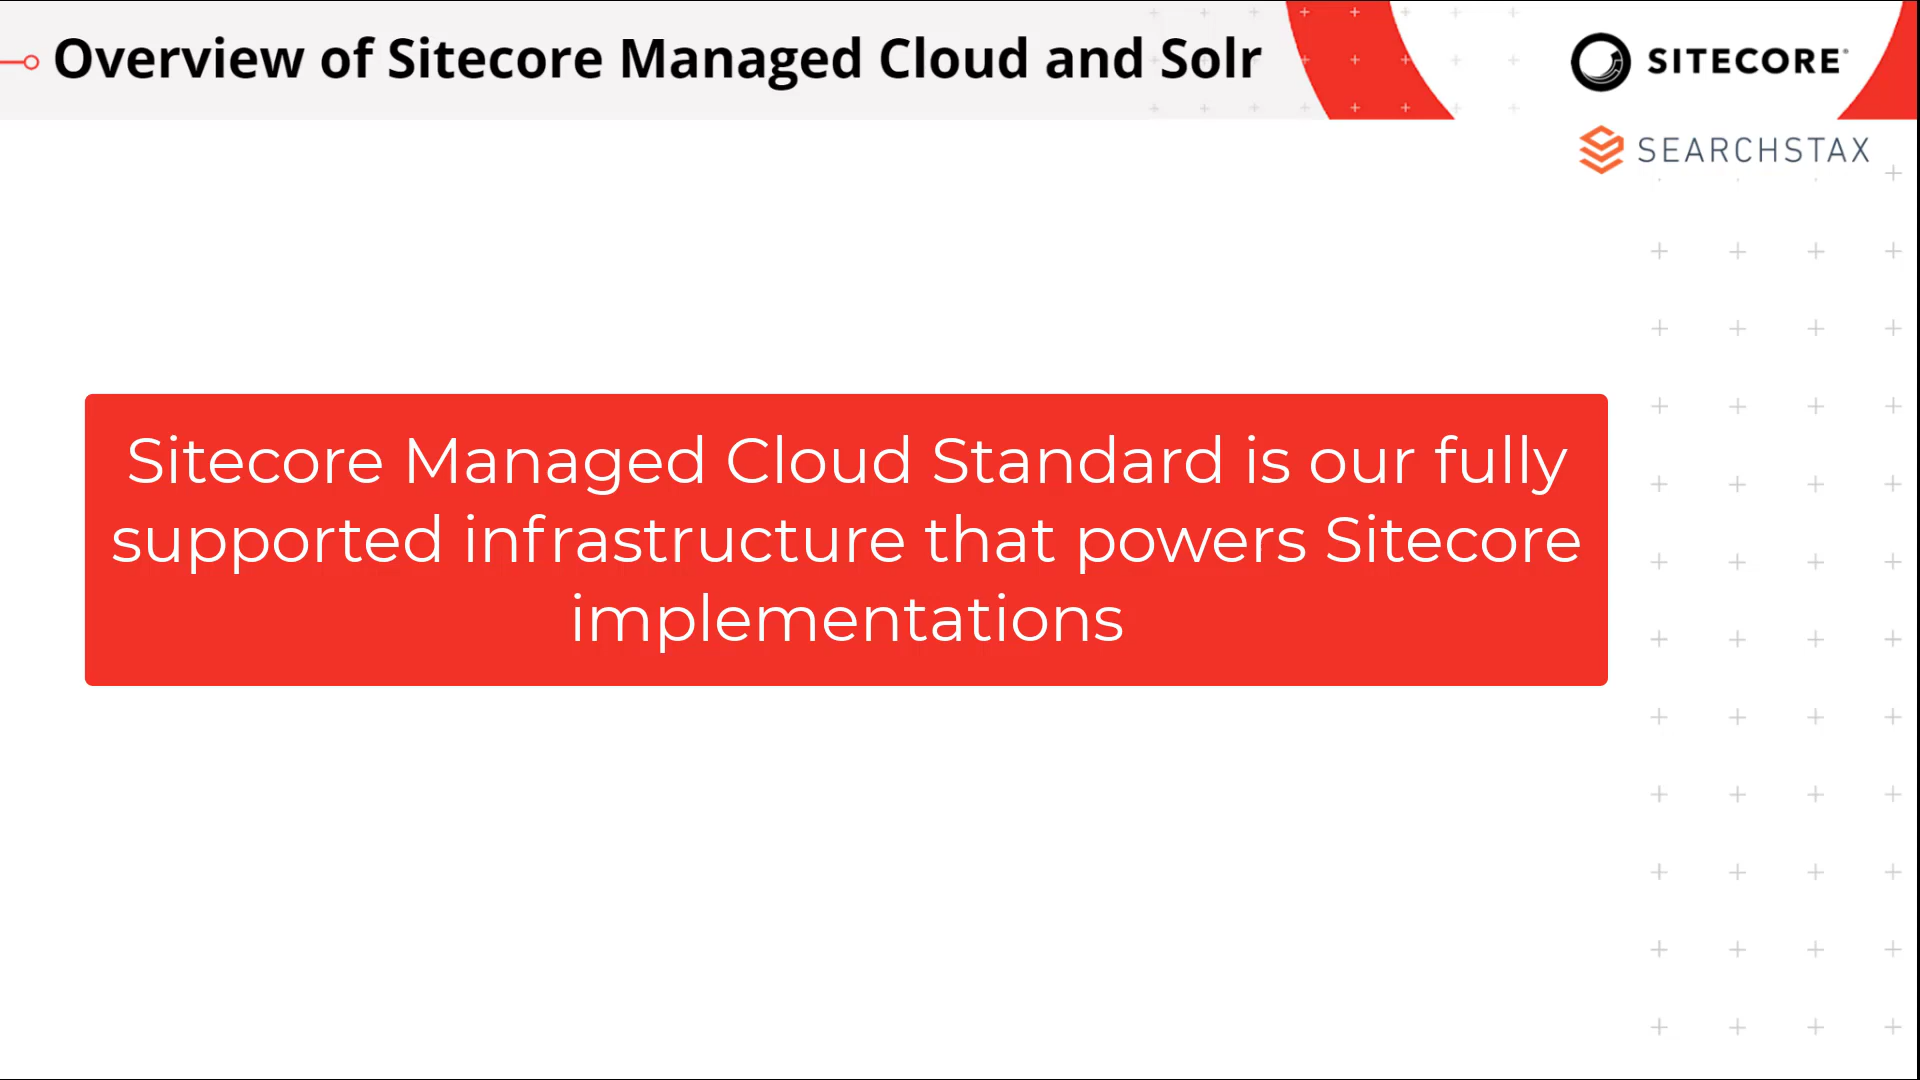 Overview of Sitecore Managed Cloud and Solr
SITECORE®
SEARCHSTAX
Sitecore Managed Cloud Standard is our fully
supported infrastructure that powers Sitecore
implementations